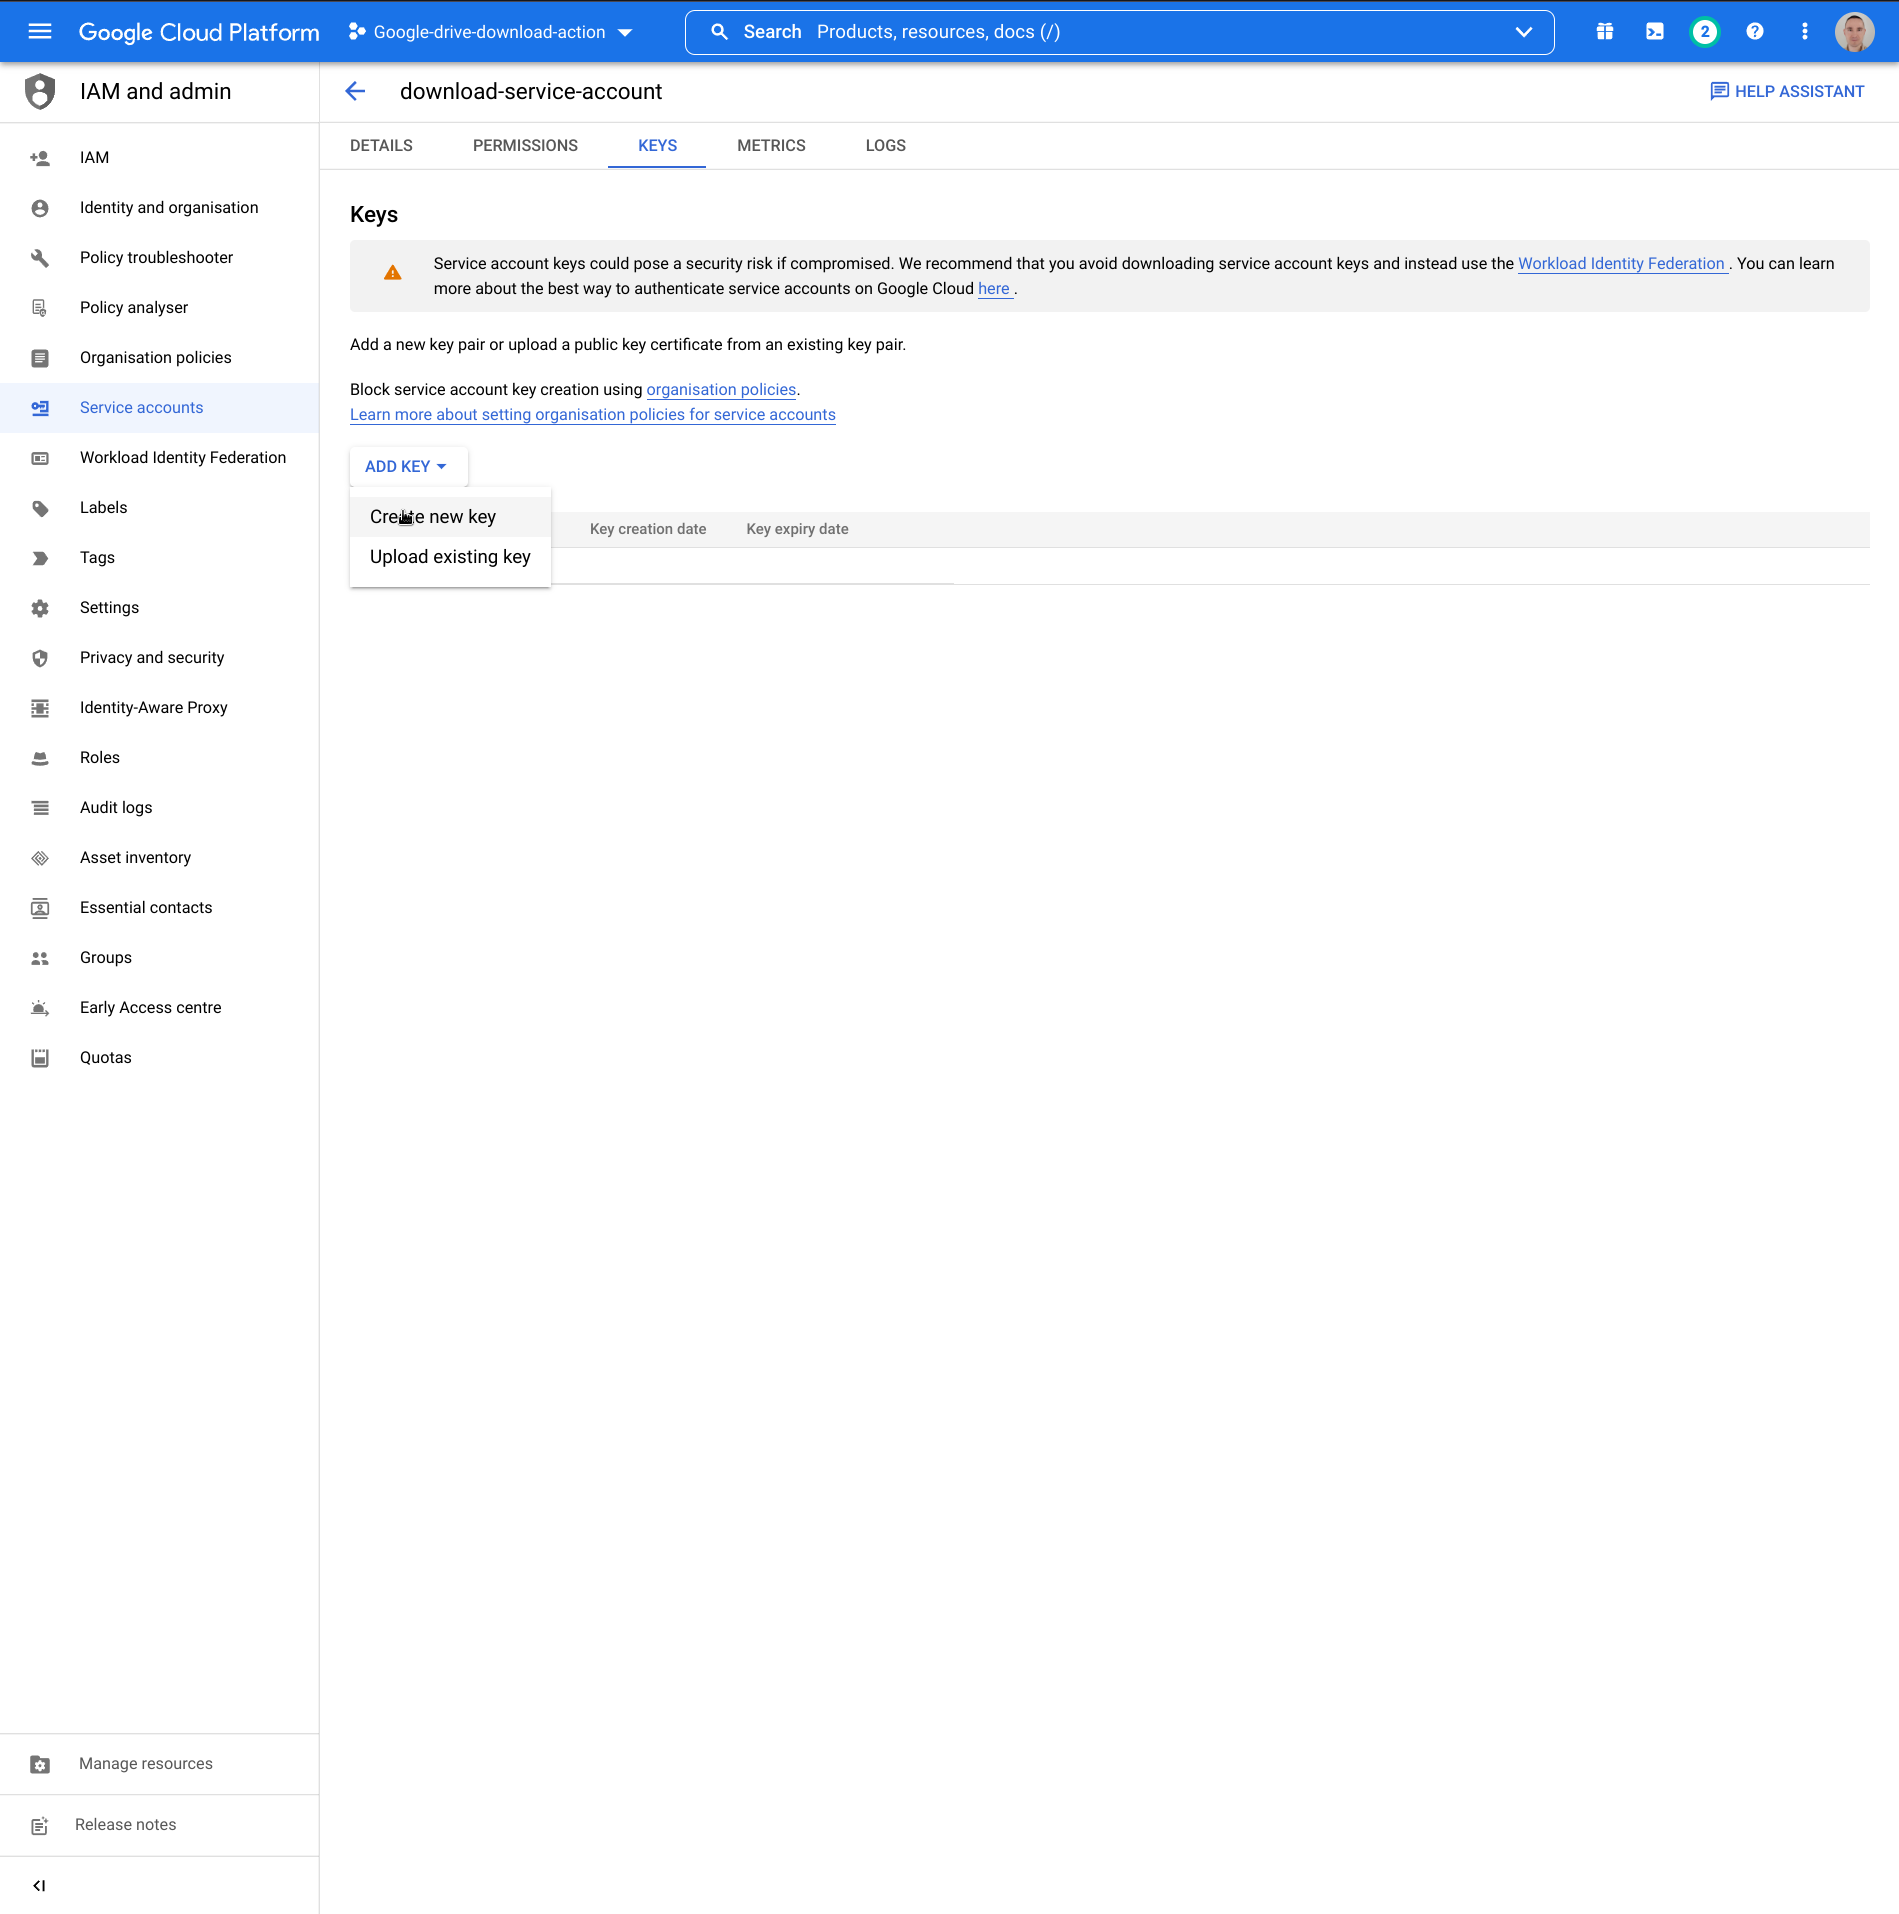 Google Cloud Platform
Google-drive-download-action
Search Products, resources, docs (/)
2
IAM and admin
IAM
Identity and organisation
Policy troubleshooter
Policy analyser
Organisation policies
Service accounts
Workload Identity Federation
Labels
Tags
Settings
Privacy and security
Identity-Aware Proxy
Roles
Audit logs
Asset inventory
Essential contacts
Groups
Early Access centre
Quotas
Manage resources
Release notes
download-service-account
HELP ASSISTANT
DETAILS PERMISSIONS KEYS METRICS LOGS
Keys
Service account keys could pose a security risk if compromised. We recommend that you avoid downloading service account keys and instead use the Workload Identity Federation . You can learn
more about the best way to authenticate service accounts on Google Cloud here .
Add a new key pair or upload a public key certificate from an existing key pair.
Block service account key creation using organisation policies.
Learn more about setting organisation policies for service accounts
ADD KEY
Create new key
Upload existing key
Key creation date Key expiry date